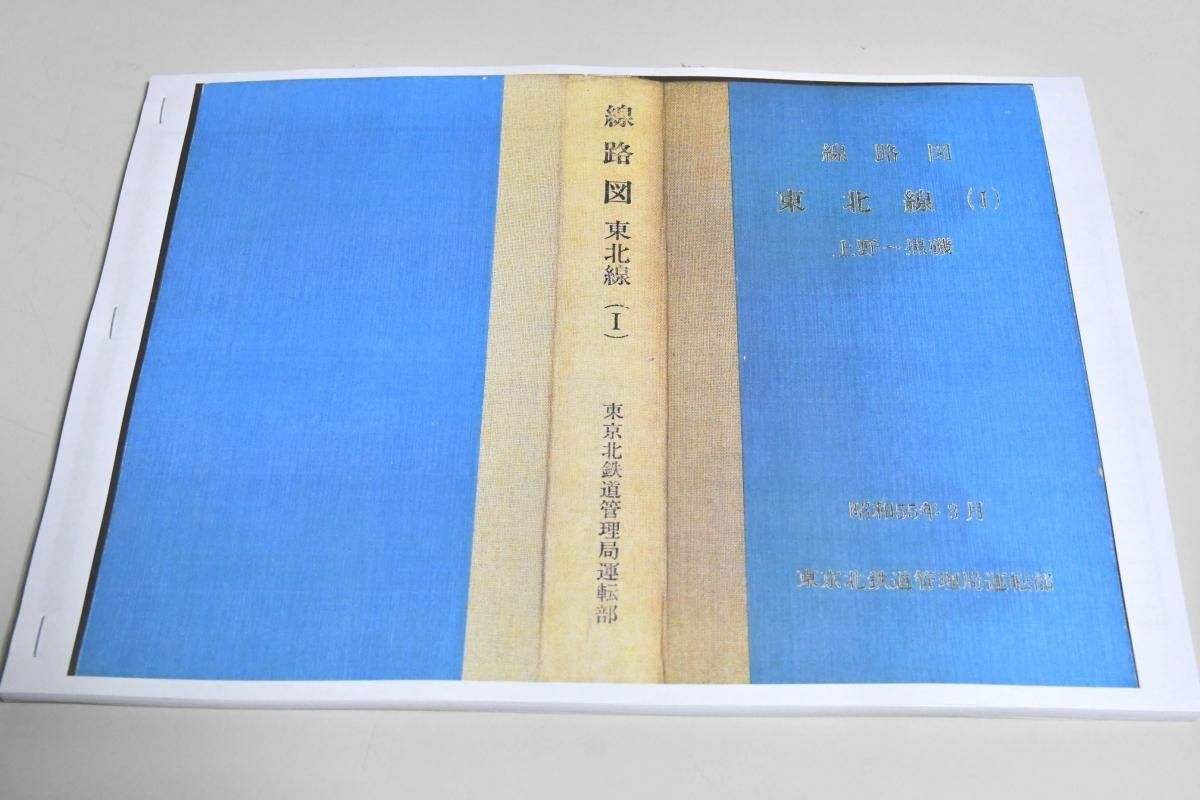 線路図
東北線(I)
東京北鉄道管理局運転部
線路図
東北線(I)
上野～黒磯
昭和55年3月
東京北鉄道管理局運転部